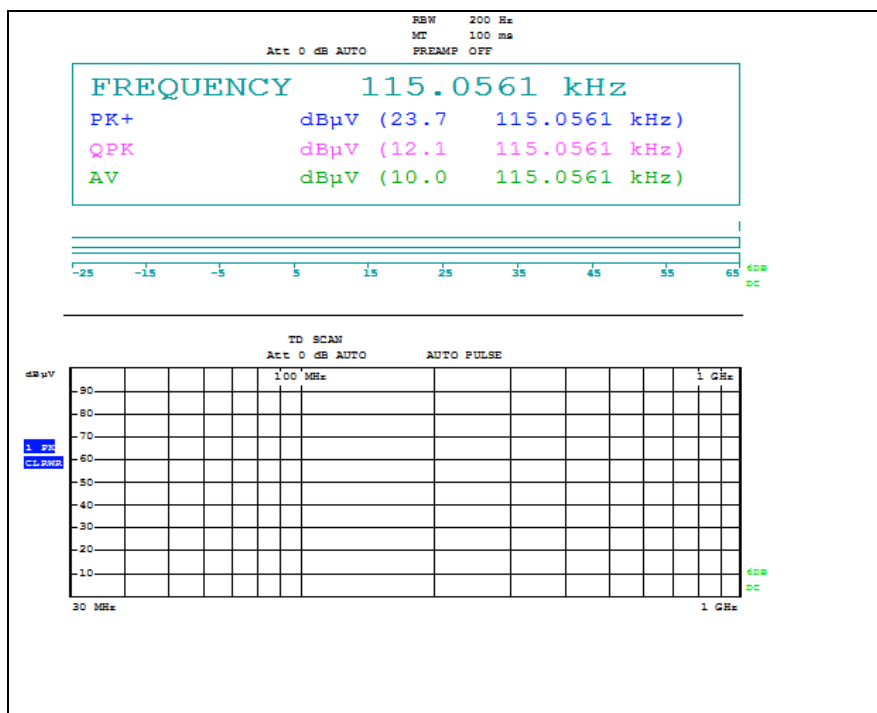 RBW 200 Hz
MT 100 ms
Att 0 dB AUTO PREAMP OFF
FREQUENCY 115.0561 kHz
PK+ dBµV (23.7 115.0561 kHz)
QPK dBµV (12.1 115.0561 kHz)
AV dBµV (10.0 115.0561 kHz)
-25 -15 -5 5 15 25 35 45 55 65
6DB
DC
TD SCAN
Att 0 dB AUTO AUTO PULSE
dBµV
100 MHz 1 GHz
90
80
70
1 PK
60
CLRWR
50
40
30
20
10
6DB
DC
30 MHz 1 GHz